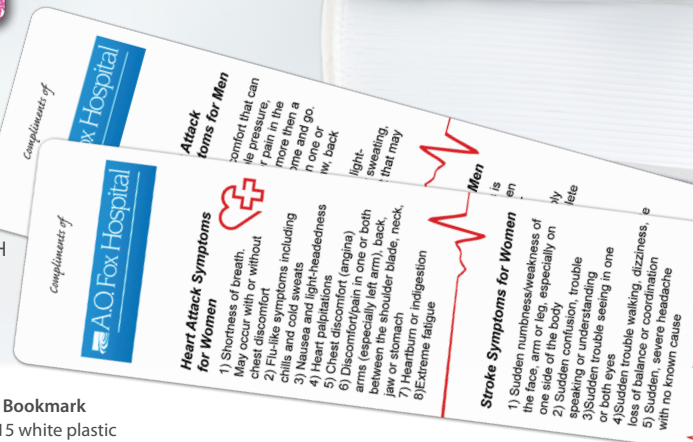 Compliments of
ox Hospital
Attack
toms for Men
comfort that can
le pressure,
r pain in the
more then a
ome and go.
n one or
w, back
light-
sweating,
that may
Men
is
en
bly
lete
e
Compliments of
A.O. Fox Hospital
Heart Attack Symptoms
for Women
1) Shortness of breath.
May occur with or without
chest discomfort
2) Flu-like symptoms including
chills and cold sweats
3) Nausea and light-headedness
4) Heart palpitations
5) Chest discomfort (angina)
6) Discomfort/pain in one or both
arms (especially left arm), back,
between the shoulder blade, neck,
jaw or stomach
7) Heartburn or indigestion
8)Extreme fatigue
Stroke Symptoms for Women
1) Sudden numbness/weakness of
the face, arm or leg, especially on
one side of the body
2) Sudden confusion, trouble
speaking or understanding
3)Sudden trouble seeing in one
or both eyes
4)Sudden trouble walking, dizziness,
loss of balance or coordination
5) Sudden, severe headache
with no known cause
H
Bookmark
15 white plastic